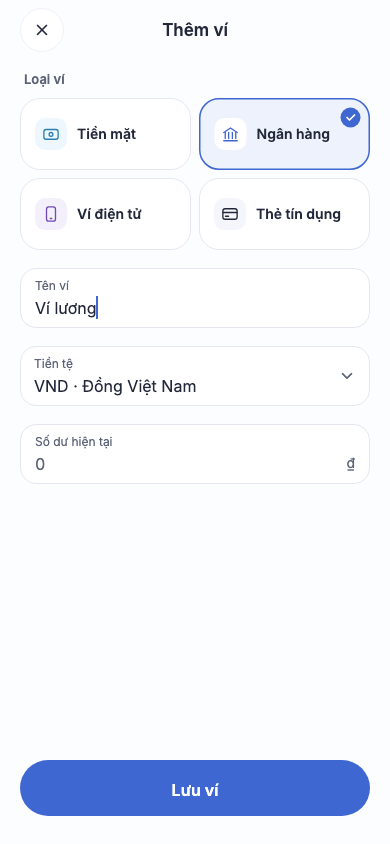 Thêm ví
Loại ví
Tiền mặt
Ngân hàng
Ví điện tử
Thẻ tín dụng
Tên ví
Ví lương
Tiền tệ
VND · Đồng Việt Nam
Số dư hiện tại
0 ₫
Lưu ví